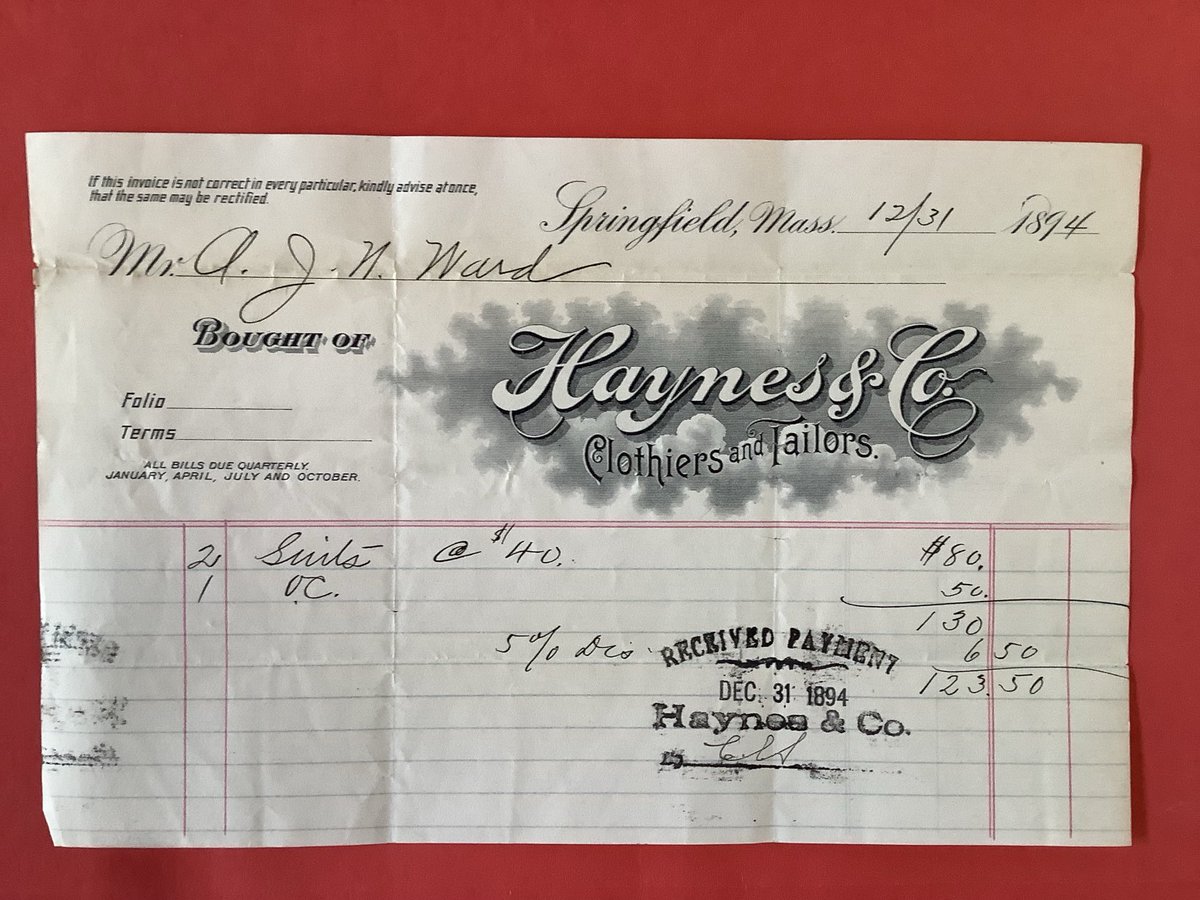 If this invoice is not correct in every particular, kindly advise at once,
that the same may be rectified.
Springfield, Mass. 12/31 1894
Mr. A. J. N. Ward
BOUGHT OF
Haynes & Co.
Clothiers and Tailors.
Folio
Terms
ALL BILLS DUE QUARTERLY.
JANUARY, APRIL, JULY AND OCTOBER.
2 Suits @ $40. $80.
1 O.C. 50.
130
5% Dis. 6 50
123.50
RECEIVED PAYMENT
DEC. 31 1894
Haynes & Co.